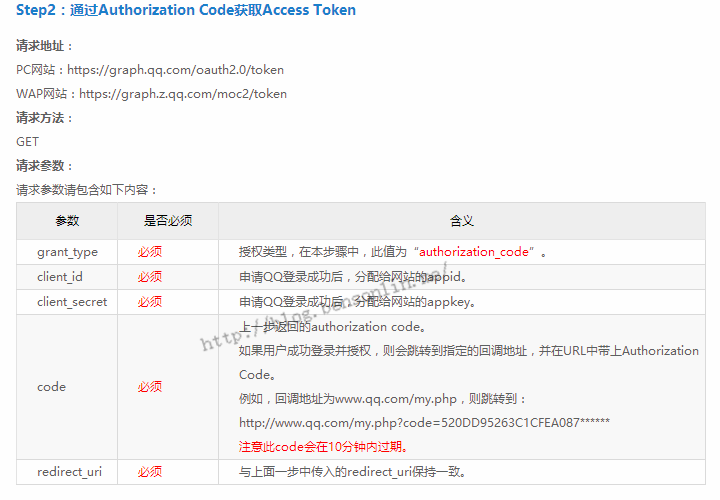 Step2：通过Authorization Code获取Access Token
请求地址：
PC网站：https://graph.qq.com/oauth2.0/token
WAP网站：https://graph.z.qq.com/moc2/token
请求方法：
GET
请求参数：
请求参数请包含如下内容：
参数 是否必须 含义
grant_type 必须 授权类型，在本步骤中，此值为“authorization_code”。
client_id 必须 申请QQ登录成功后，分配给网站的appid。
client_secret 必须 申请QQ登录成功后，分配给网站的appkey。
code 必须 上一步返回的authorization code。
如果用户成功登录并授权，则会跳转到指定的回调地址，并在URL中带上Authorization
Code。
例如，回调地址为www.qq.com/my.php，则跳转到：
http://www.qq.com/my.php?code=520DD95263C1CFEA087******
注意此code会在10分钟内过期。
redirect_uri 必须 与上面一步中传入的redirect_uri保持一致。
http://blog.bensonlin.me/